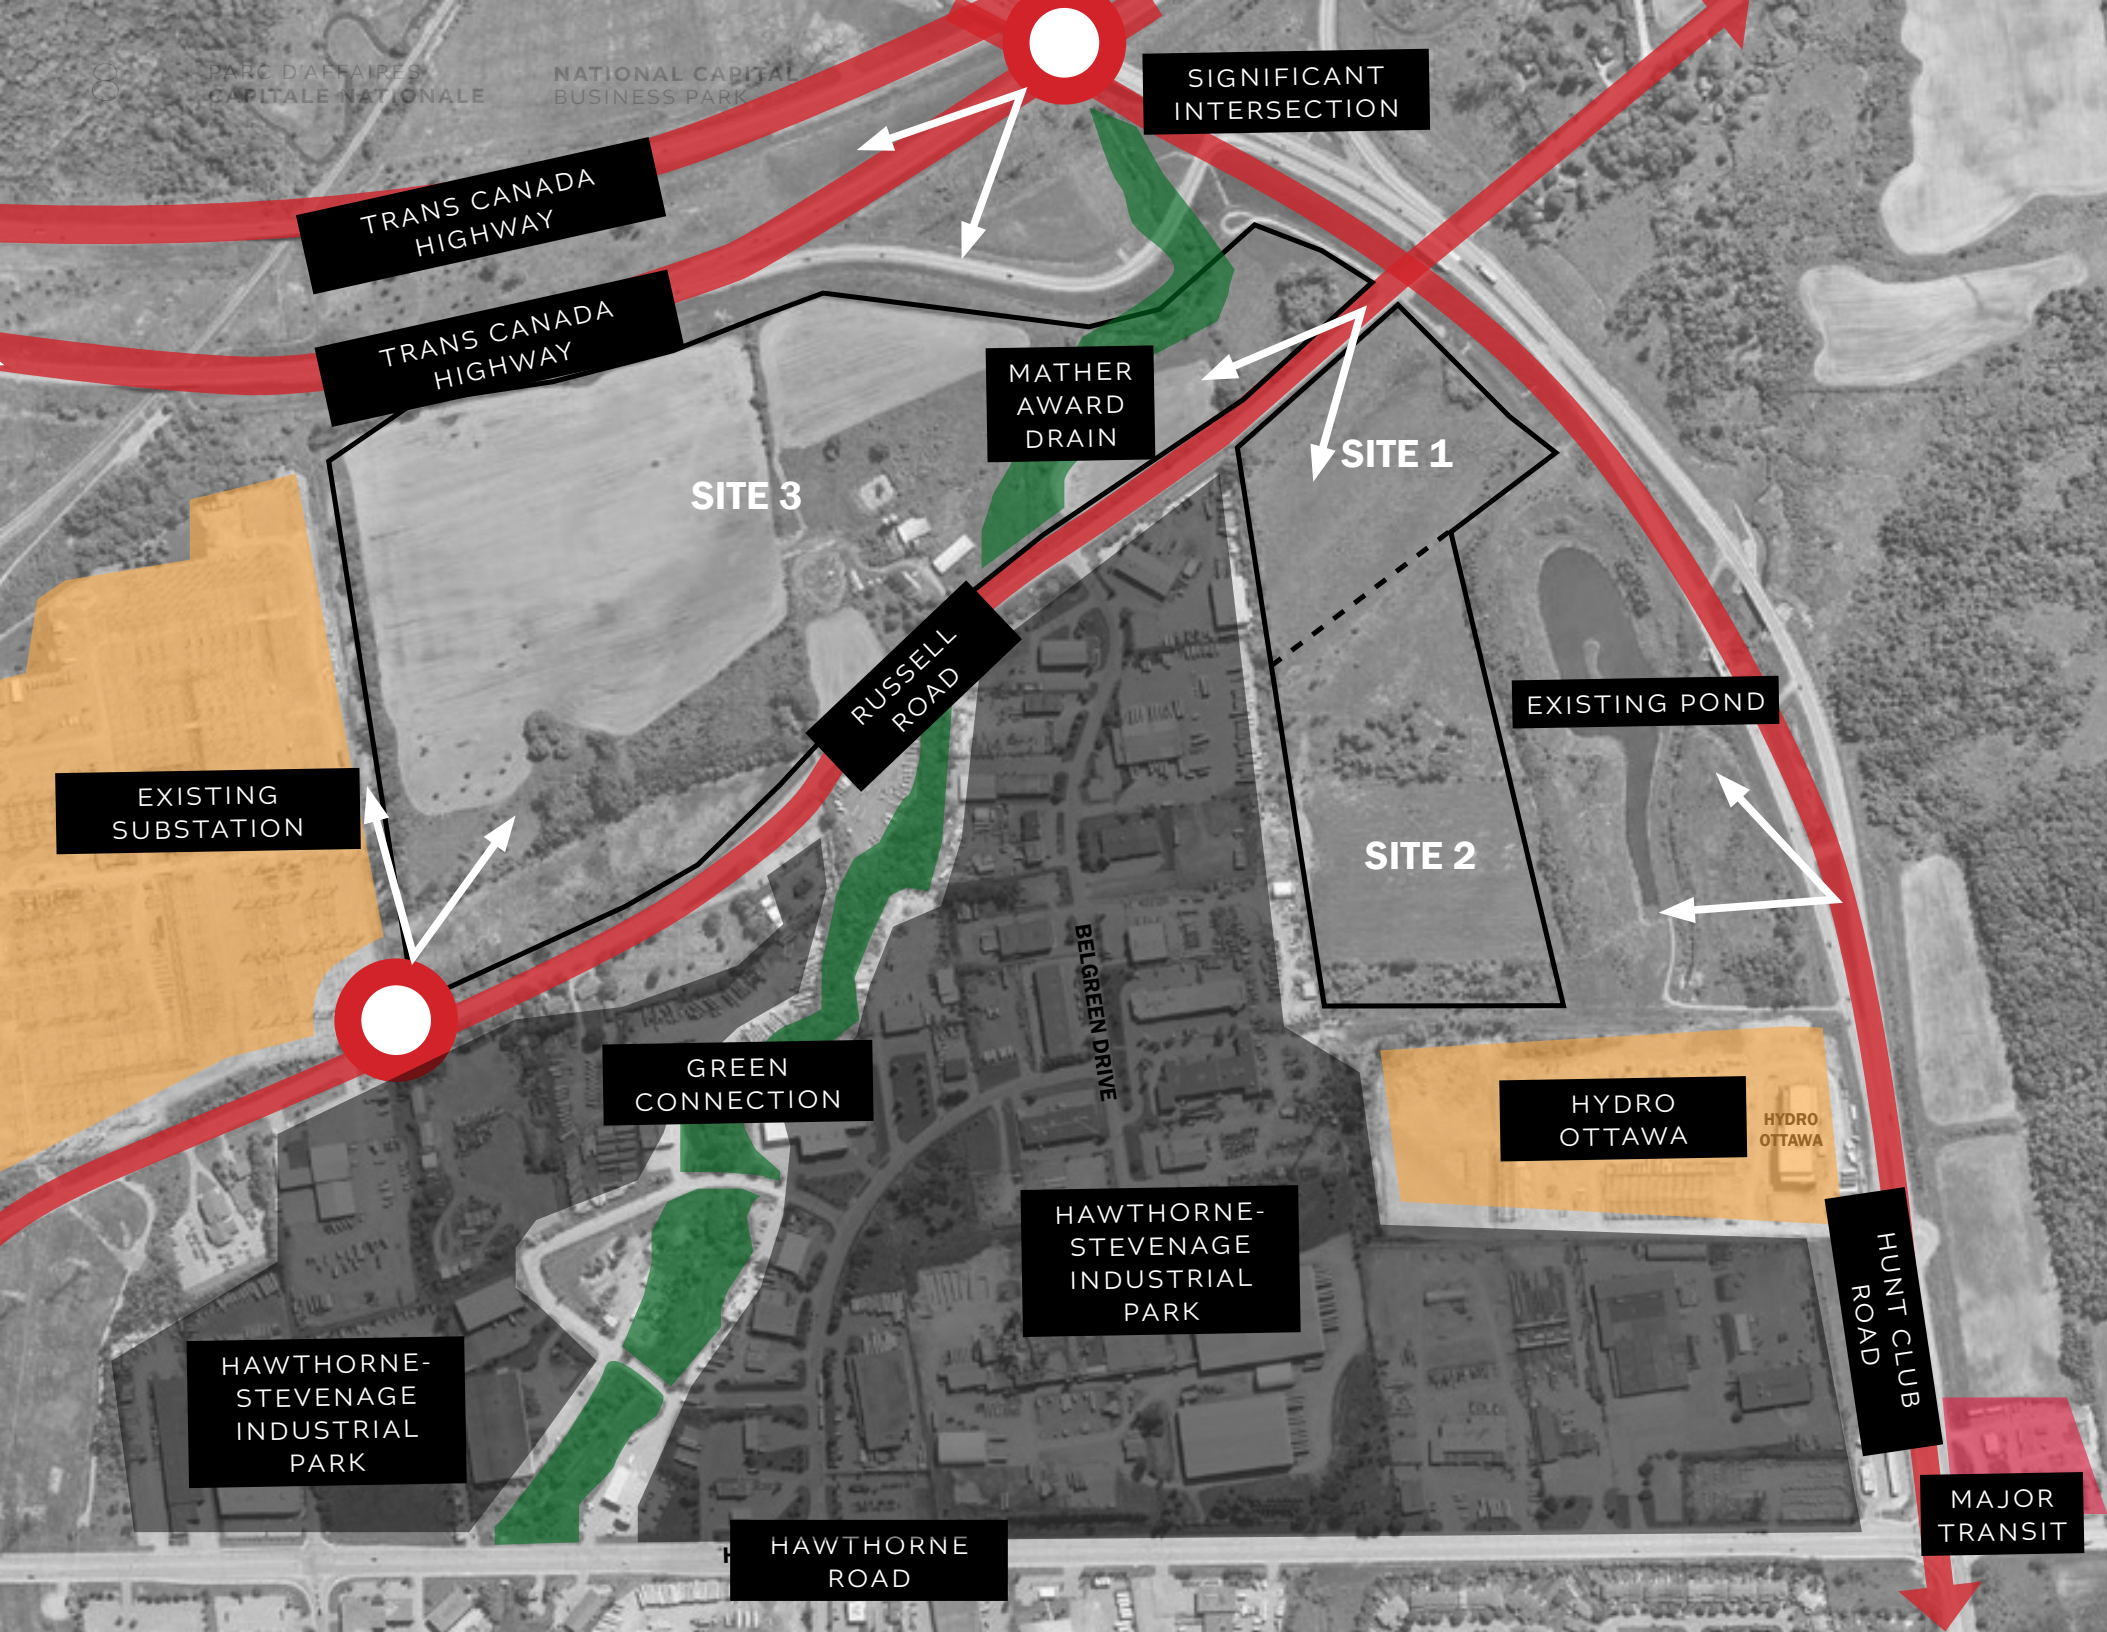 PARC D'AFFAIRES
CAPITALE NATIONALE
NATIONAL CAPITAL
BUSINESS PARK
SIGNIFICANT
INTERSECTION
TRANS CANADA
HIGHWAY
TRANS CANADA
HIGHWAY
MATHER
AWARD
DRAIN
SITE 1
SITE 3
RUSSELL
ROAD
EXISTING POND
EXISTING
SUBSTATION
SITE 2
BELGREEN DRIVE
GREEN
CONNECTION
HYDRO
OTTAWA
HYDRO
OTTAWA
HAWTHORNE-
STEVENAGE
INDUSTRIAL
PARK
HUNT CLUB
ROAD
HAWTHORNE-
STEVENAGE
INDUSTRIAL
PARK
MAJOR
TRANSIT
HAWTHORNE
ROAD